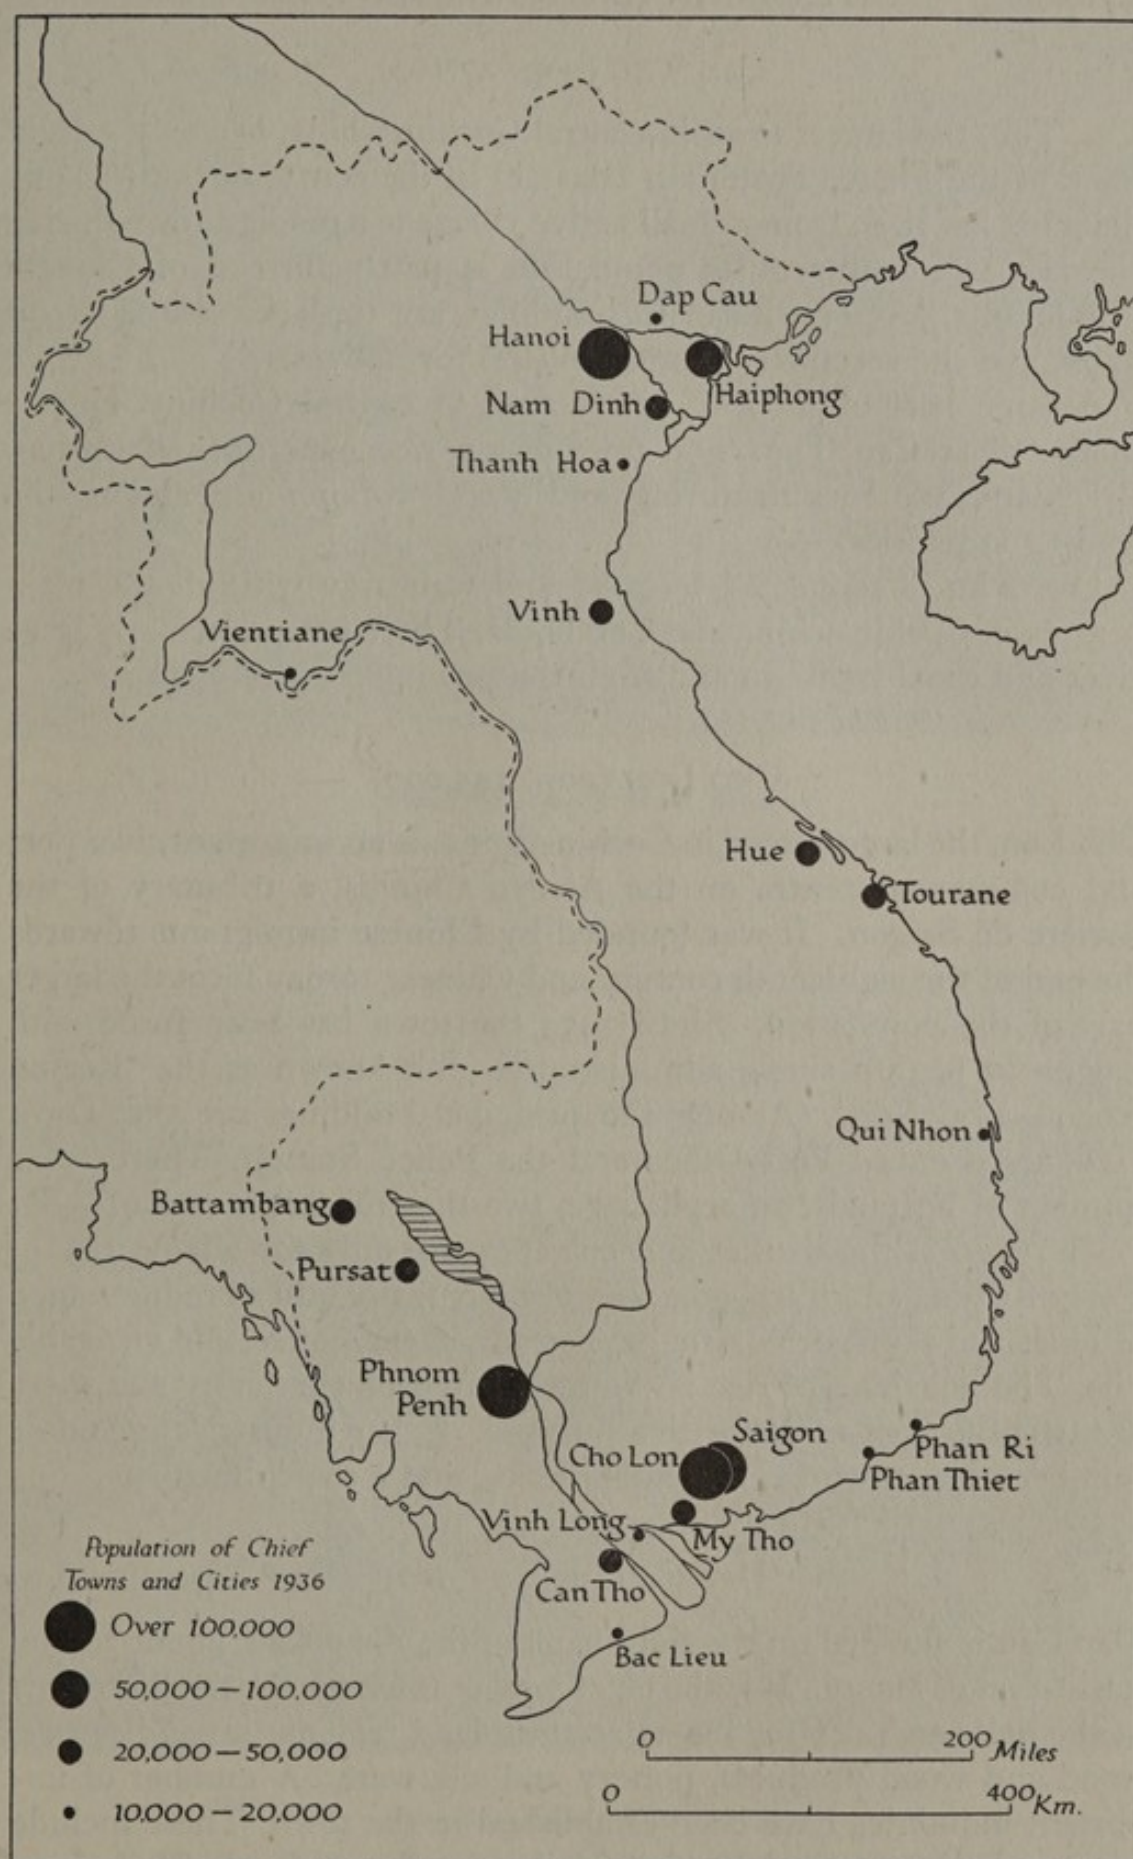 Dap Cau
Hanoi
Haiphong
Nam Dinh
Thanh Hoa
Vinh
Vientiane
Hue
Tourane
Qui Nhon
Battambang
Pursat
Phnom
Penh
Saigon
Cho Lon
Phan Ri
Phan Thiet
Vinh Long
My Tho
Can Tho
Bac Lieu
Population of Chief
Towns and Cities 1936
Over 100.000
50,000 – 100.000
20,000 – 50,000
10,000 – 20,000
0 200 Miles
0 400 Km.